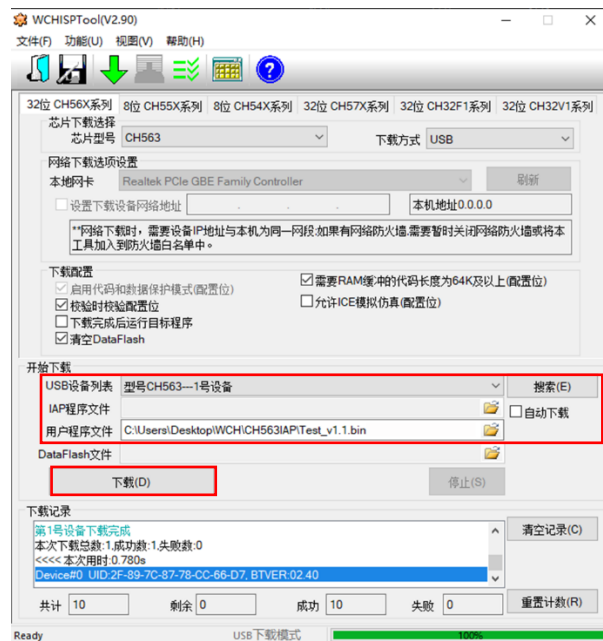 WCHISPTool(V2.90)
文件(F) 功能(U) 视图(V) 帮助(H)
32位 CH56X系列 8位 CH55X系列 8位 CH54X系列 32位 CH57X系列 32位 CH32F1系列 32位 CH32V1系列
芯片下载选择
芯片型号 CH563 下载方式 USB
网络下载选项设置
本地网卡 Realtek PCIe GBE Family Controller 刷新
设置下载设备网络地址 . . . 本机地址0.0.0.0
**网络下载时，需要设备IP地址与本机为同一网段;如果有网络防火墙.需要暂时关闭网络防火墙或将本
工具加入到防火墙白名单中。
下载配置
启用代码和数据保护模式(配置位) 需要RAM缓冲的代码长度为64K及以上(配置位)
校验时校验配置位 允许ICE模拟仿真(配置位)
下载完成后运行目标程序
清空DataFlash
开始下载
USB设备列表 型号CH563---1号设备 搜索(E)
IAP程序文件 自动下载
用户程序文件 C:\Users\Desktop\WCH\CH563IAP\Test_v1.1.bin
DataFlash文件
下载(D) 停止(S)
下载记录
第1号设备下载完成 清空记录(C)
本次下载总数:1,成功数:1,失败数:0
<<<< 本次用时:0.780s
Device#0 UID:2F-89-7C-87-78-CC-66-D7, BTVER:02.40
共计 10 剩余 0 成功 10 失败 0 重置计数(R)
Ready USB下载模式 100%